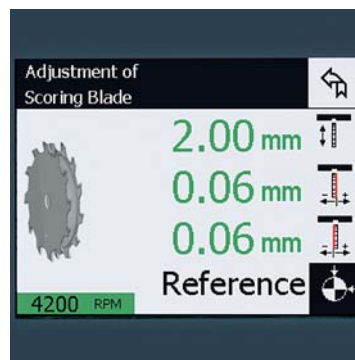 Adjustment of
Scoring Blade
2.00 mm
0.06 mm
0.06 mm
Reference
4200 RPM